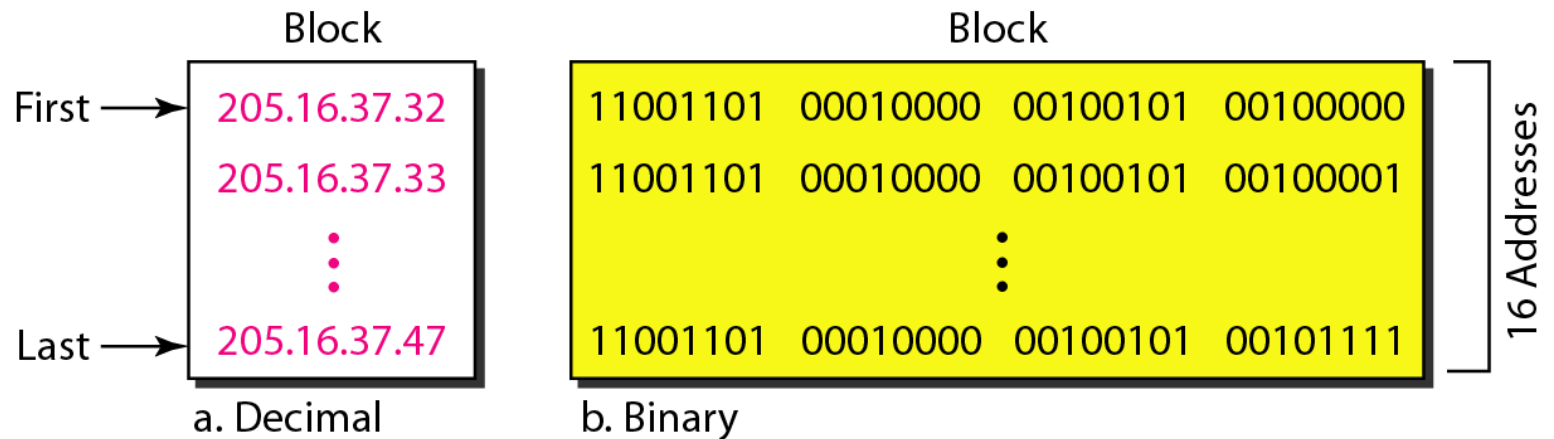 Block Block
First 205.16.37.32 11001101 00010000 00100101 00100000
205.16.37.33 11001101 00010000 00100101 00100001
Last 205.16.37.47 11001101 00010000 00100101 00101111
16 Addresses
a. Decimal b. Binary